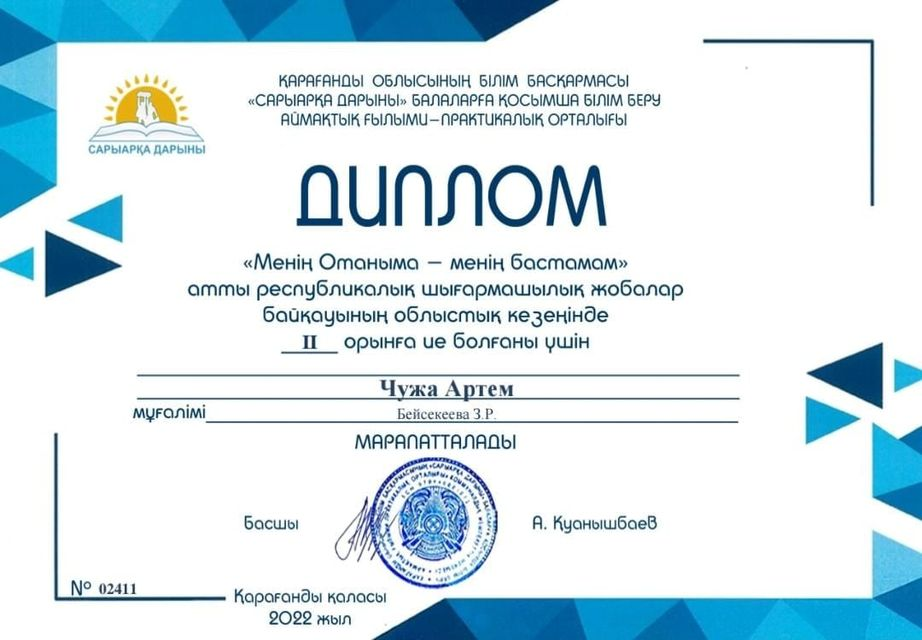 ҚАРАҒАНДЫ ОБЛЫСЫНЫҢ БІЛІМ БАСҚАРМАСЫ
«САРЫАРҚА ДАРЫНЫ» БАЛАЛАРҒА ҚОСЫМША БІЛІМ БЕРУ
АЙМАҚТЫҚ ҒЫЛЫМИ–ПРАКТИКАЛЫҚ ОРТАЛЫҒЫ
САРЫАРҚА ДАРЫНЫ
ДИПЛОМ
«Менің Отаныма – менің бастамам»
атты республикалық шығармашылық жобалар
байқауының облыстық кезеңінде
II орынға ие болғаны үшін
Чужа Артем
мұғалімі Бейсекеева З.Р.
МАРАПАТТАЛАДЫ
Басшы А. Қуанышбаев
№ 02411
Қарағанды қаласы
2022 жыл